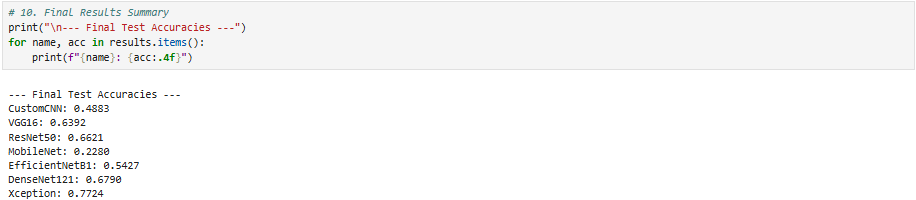 # 10. Final Results Summary
print("\n--- Final Test Accuracies ---")
for name, acc in results.items():
    print(f"{name}: {acc:.4f}")
--- Final Test Accuracies ---
CustomCNN: 0.4883
VGG16: 0.6392
ResNet50: 0.6621
MobileNet: 0.2280
EfficientNetB1: 0.5427
DenseNet121: 0.6790
Xception: 0.7724